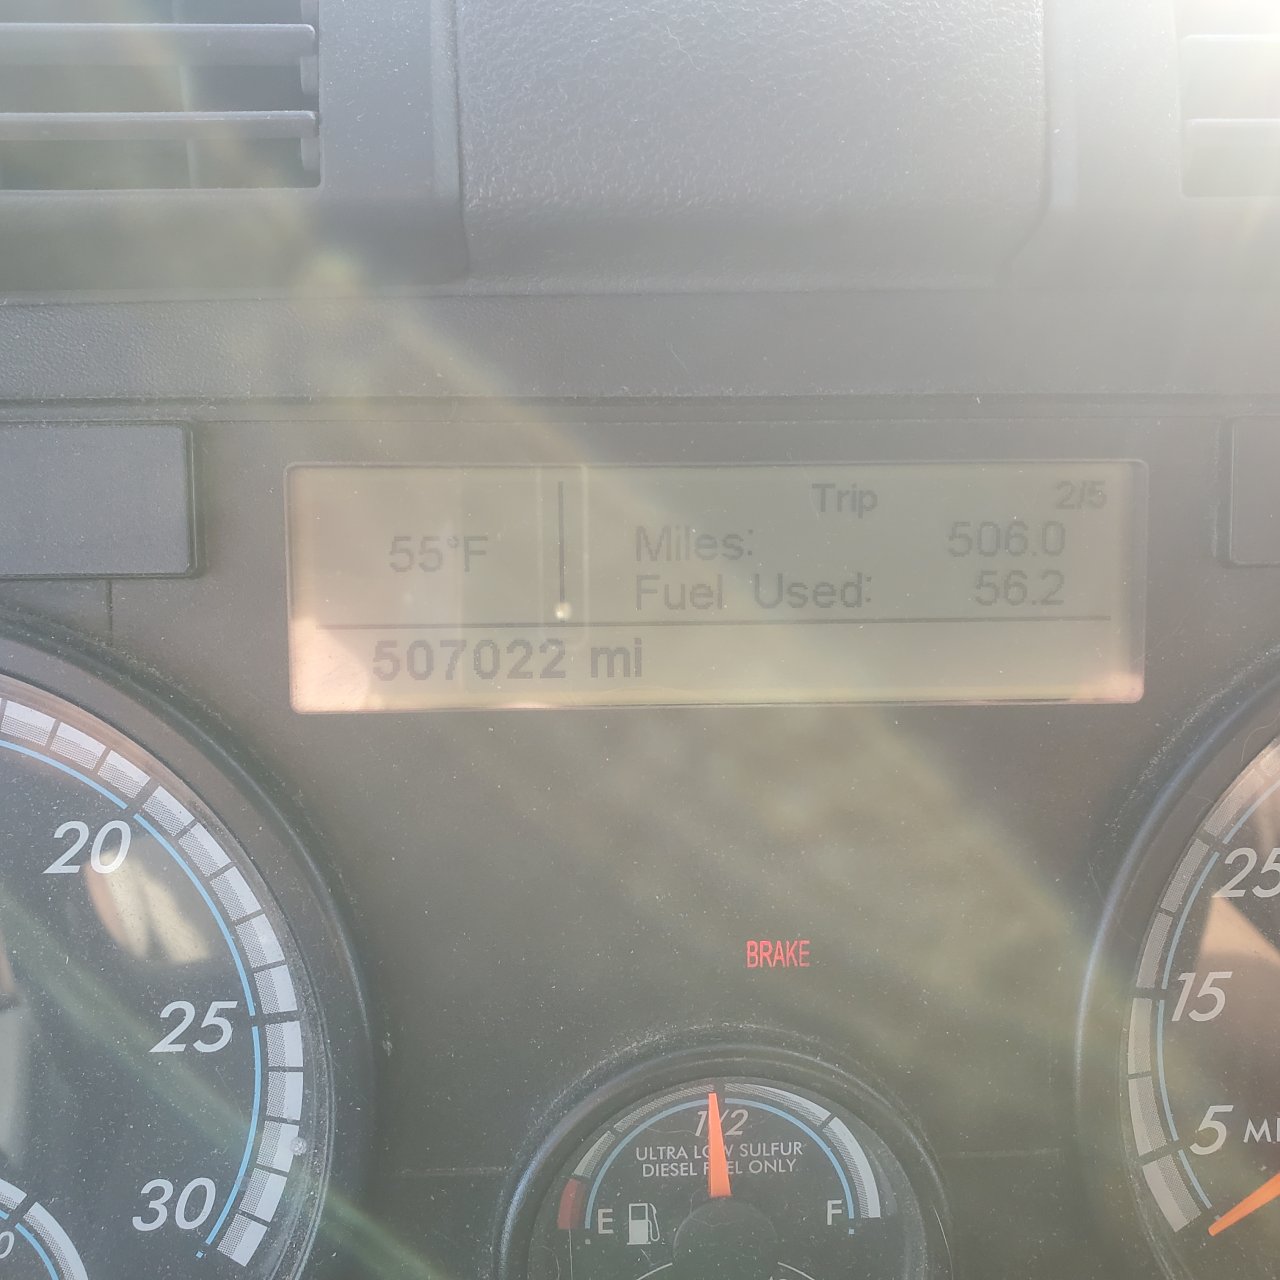 Trip 2/5
55°F
Miles: 506.0
Fuel Used: 56.2
507022 mi
20
25
30
BRAKE
1/2
ULTRA LOW SULFUR
DIESEL FUEL ONLY
E
F
25
15
5